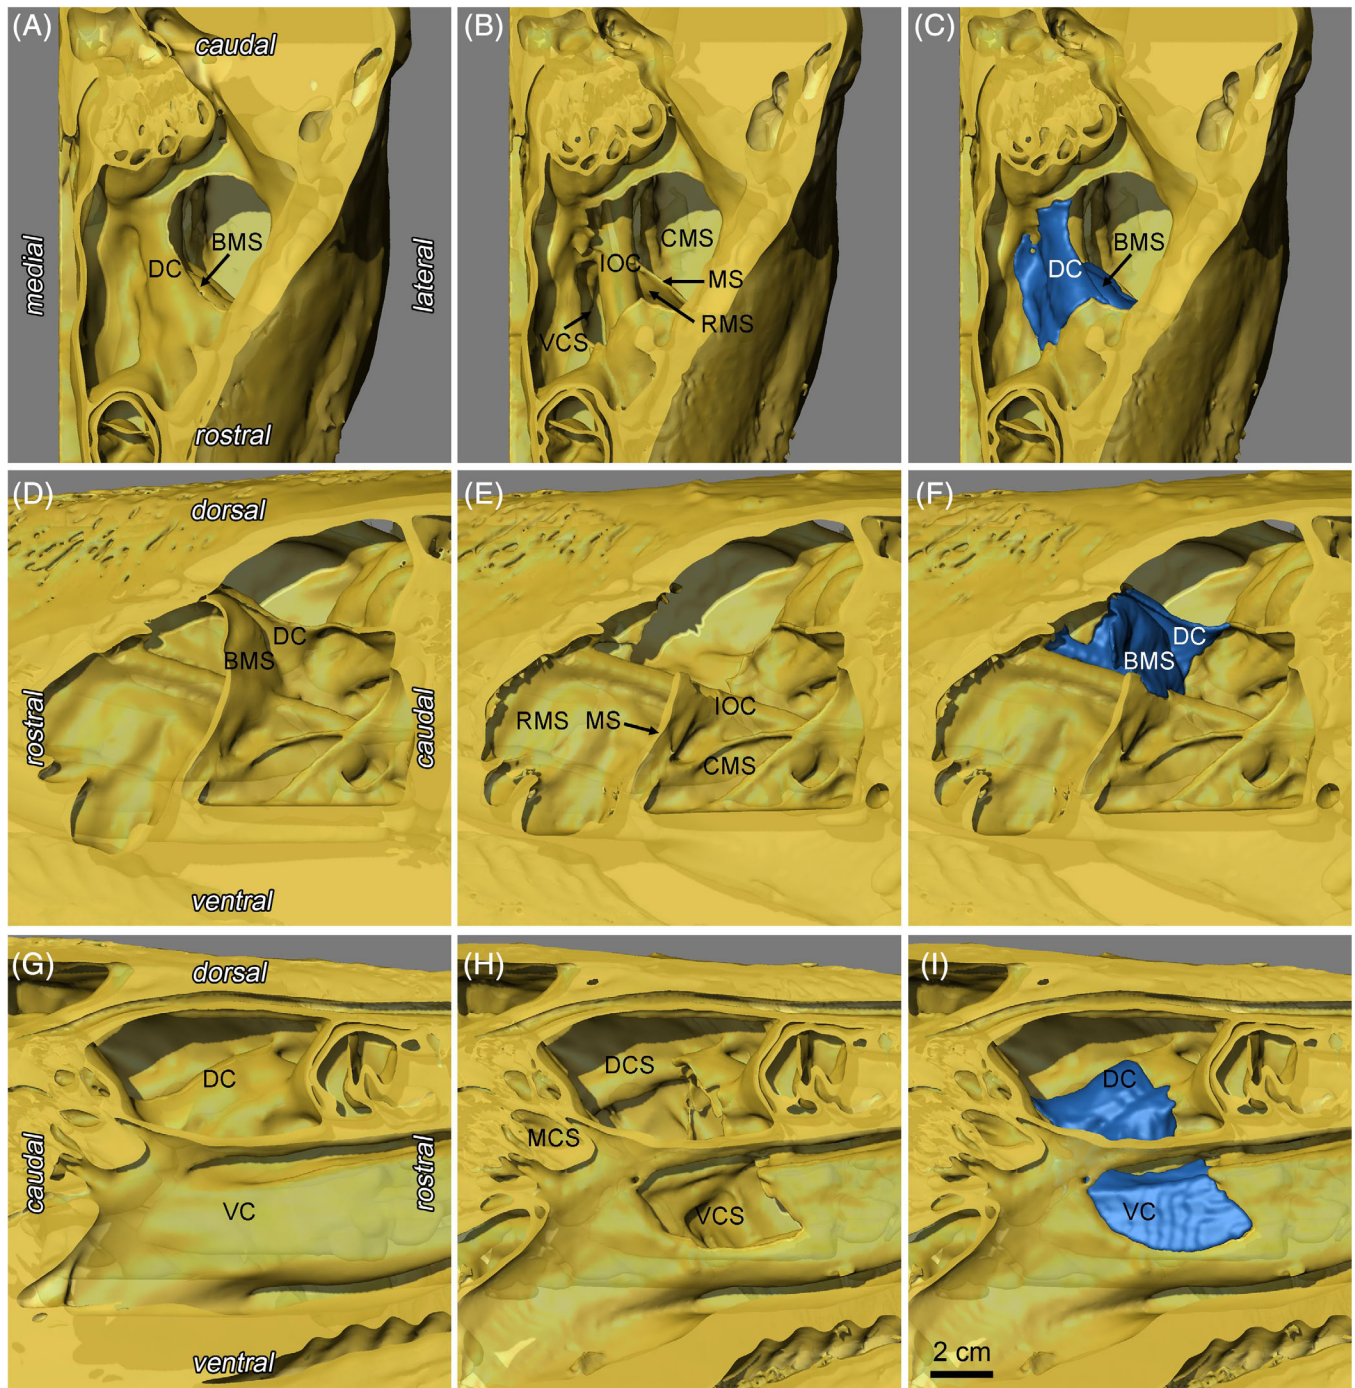 (A)
caudal
medial
DC
BMS
lateral
rostral
(B)
CMS
IOC
MS
RMS
VCS
(C)
BMS
DC
(D)
dorsal
DC
BMS
rostral
caudal
ventral
(E)
RMS
MS
IOC
CMS
(F)
DC
BMS
(G)
dorsal
DC
caudal
rostral
VC
ventral
(H)
DCS
MCS
VCS
(I)
DC
VC
2 cm